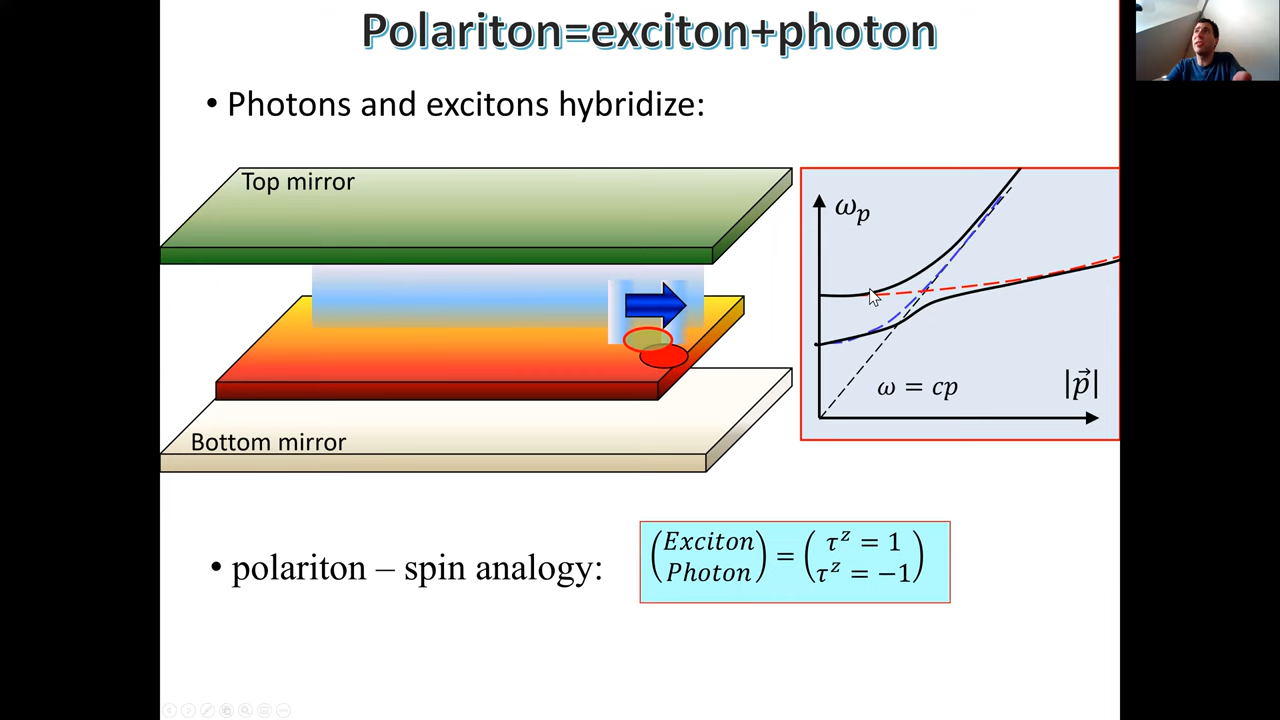 Polariton=exciton+photon
• Photons and excitons hybridize:
Top mirror
Bottom mirror
ωₚ
ω = cp
|p⃗|
• polariton – spin analogy:
(Exciton Photon) = (τᶻ = 1 τᶻ = −1)